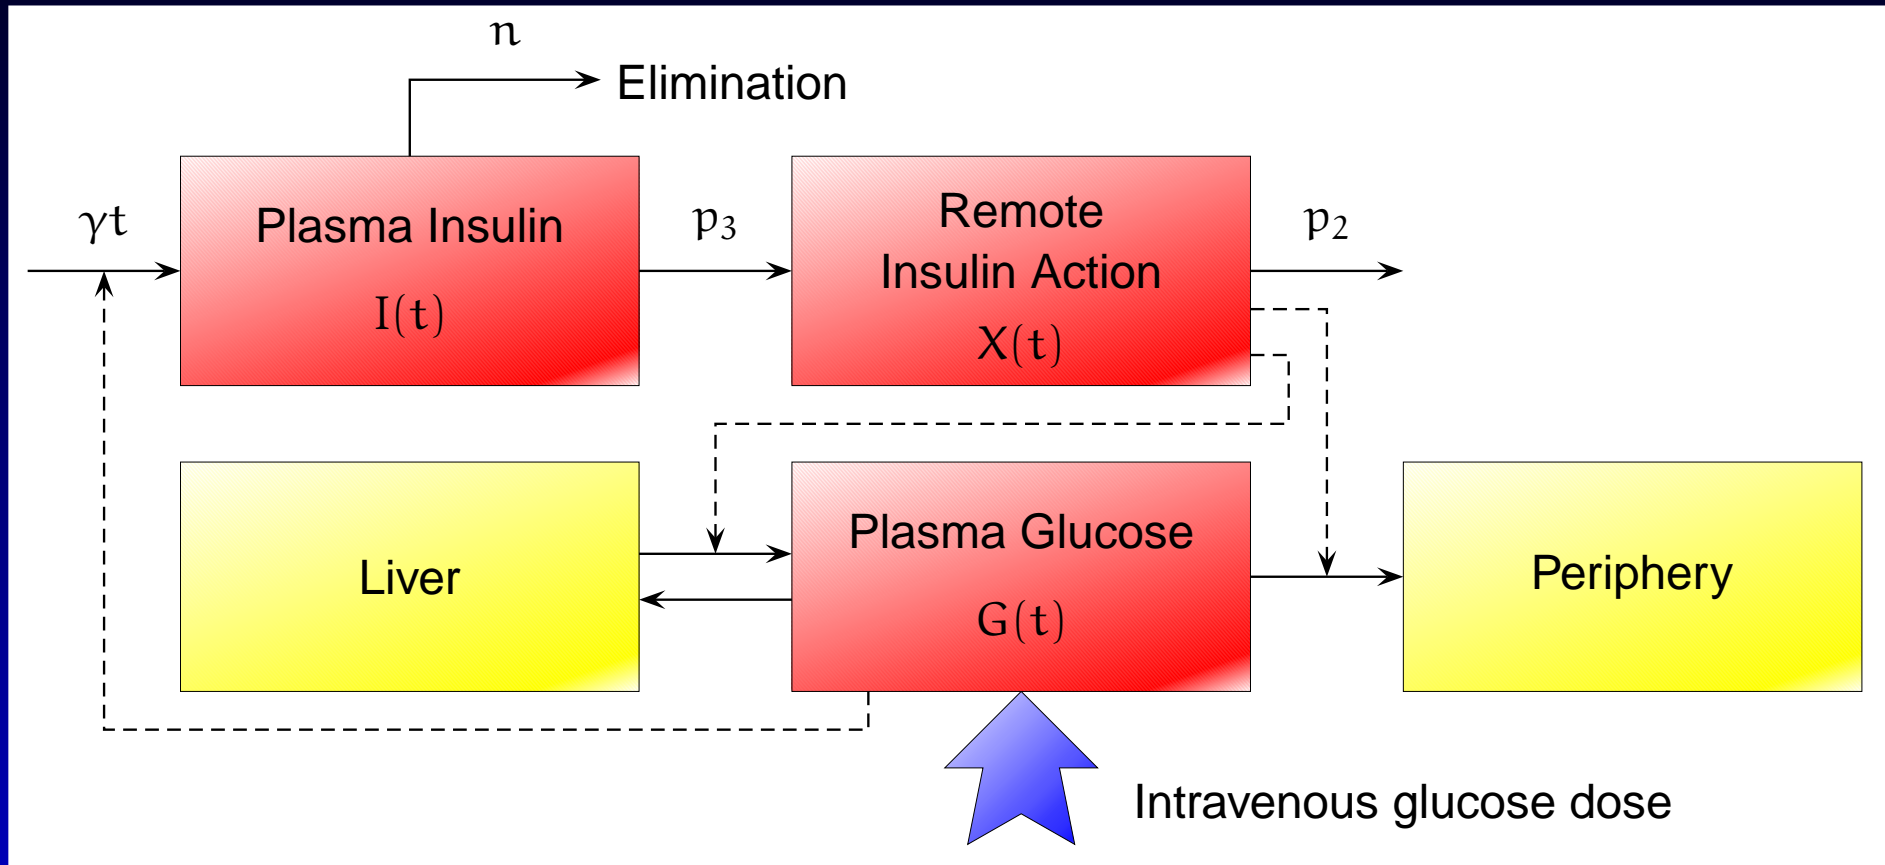 n
Elimination
γt
Plasma Insulin
I(t)
p₃
Remote
Insulin Action
X(t)
p₂
Liver
Plasma Glucose
G(t)
Periphery
Intravenous glucose dose